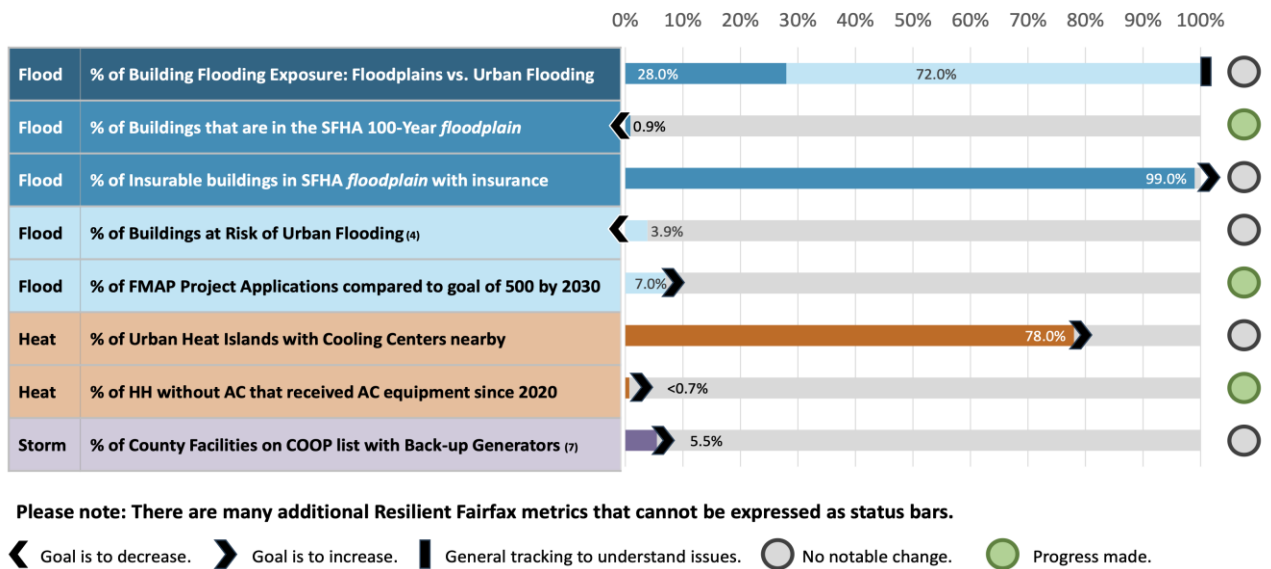 0% 10% 20% 30% 40% 50% 60% 70% 80% 90% 100%
Flood % of Building Flooding Exposure: Floodplains vs. Urban Flooding 28.0% 72.0%
Flood % of Buildings that are in the SFHA 100-Year floodplain 0.9%
Flood % of Insurable buildings in SFHA floodplain with insurance 99.0%
Flood % of Buildings at Risk of Urban Flooding (4) 3.9%
Flood % of FMAP Project Applications compared to goal of 500 by 2030 7.0%
Heat % of Urban Heat Islands with Cooling Centers nearby 78.0%
Heat % of HH without AC that received AC equipment since 2020 <0.7%
Storm % of County Facilities on COOP list with Back-up Generators (7) 5.5%
Please note: There are many additional Resilient Fairfax metrics that cannot be expressed as status bars.
Goal is to decrease. Goal is to increase. General tracking to understand issues. No notable change. Progress made.